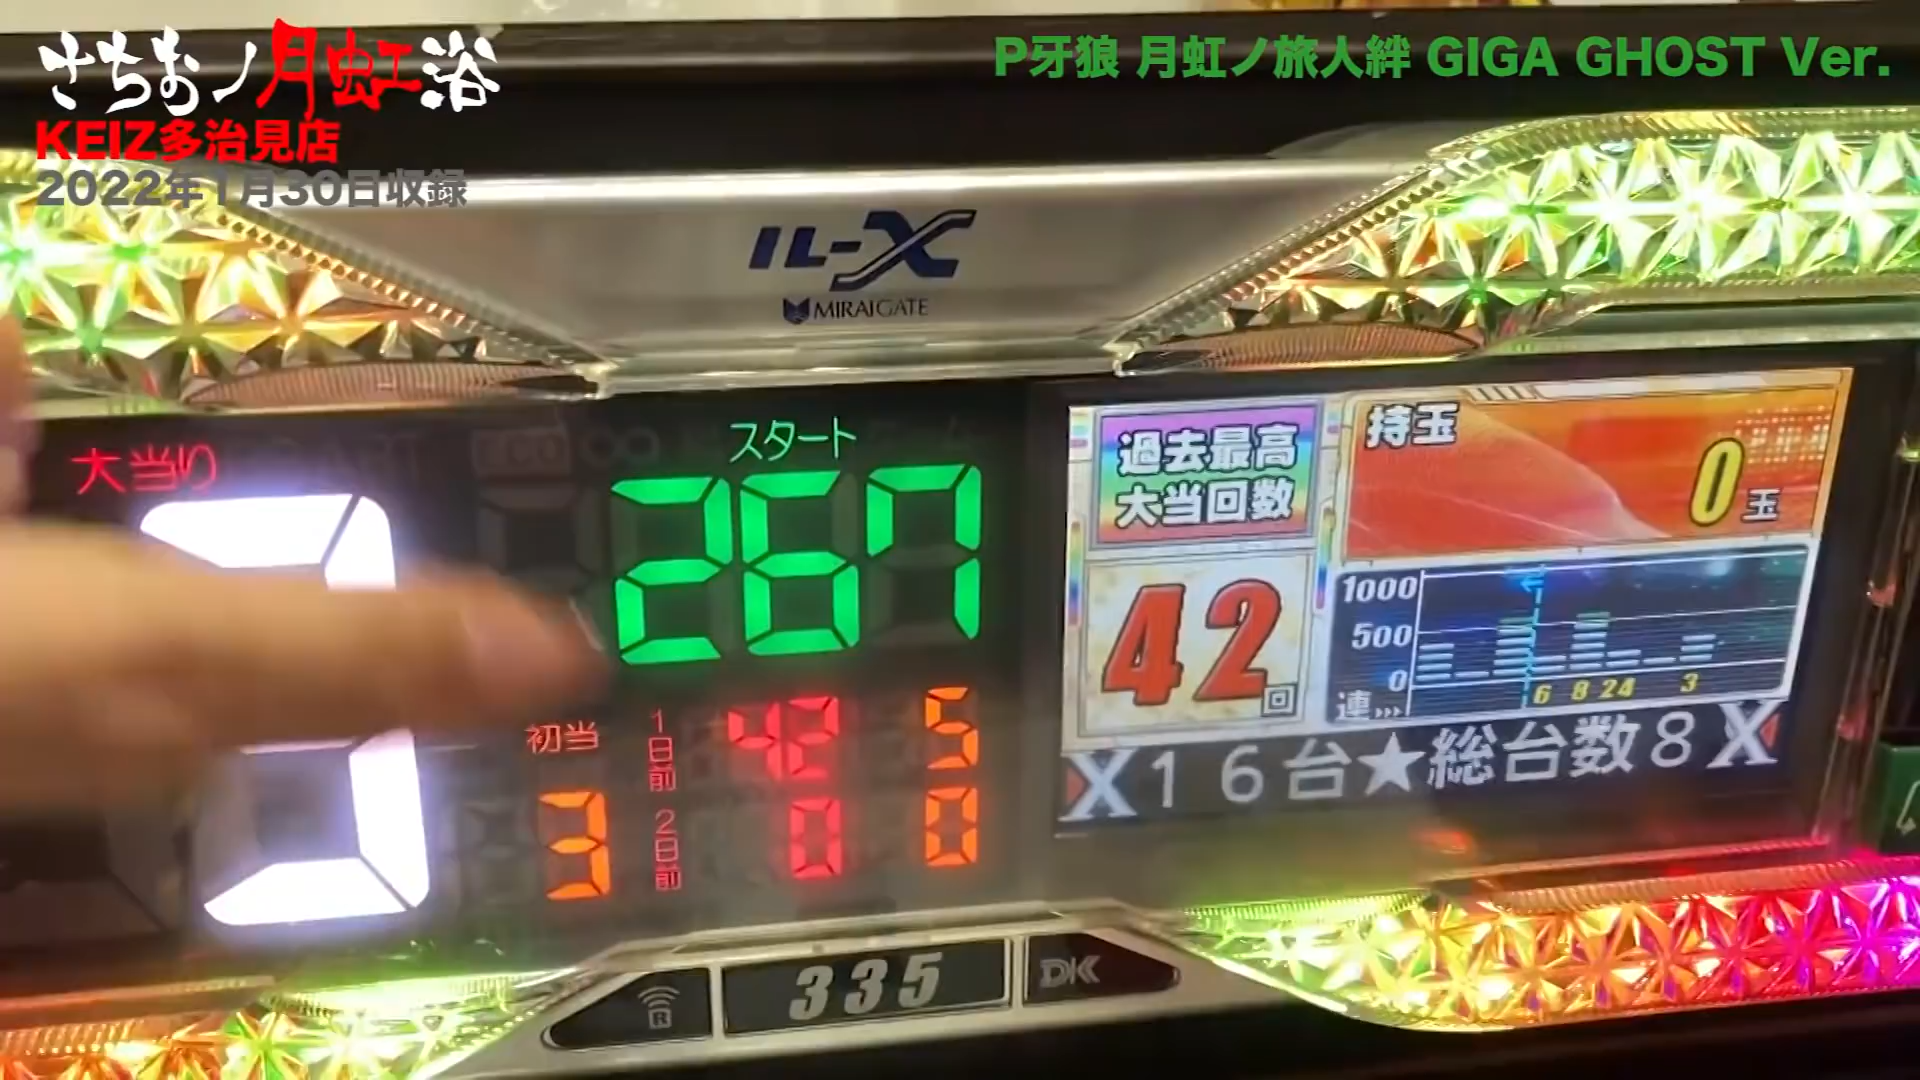 さちおノ月虹浴
P牙狼 月虹ノ旅人絆 GIGA GHOST Ver.
KEIZ多治見店
2022年1月30日収録
IL-X
MIRAIGATE
大当り
スタート
267
過去最高
大当回数
42回
持玉
0玉
1000
500
0
連
6 8 2 4 3
初当
3
1日前 42 5
2日前 0 0
X16台★総台数8X
R
335
DK